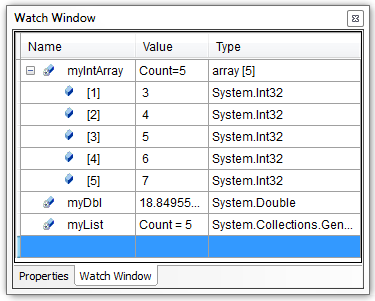 Watch Window
Name Value Type
myIntArray Count=5 array [5]
[1] 3 System.Int32
[2] 4 System.Int32
[3] 5 System.Int32
[4] 6 System.Int32
[5] 7 System.Int32
myDbl 18.84955... System.Double
myList Count = 5 System.Collections.Gen...
Properties Watch Window